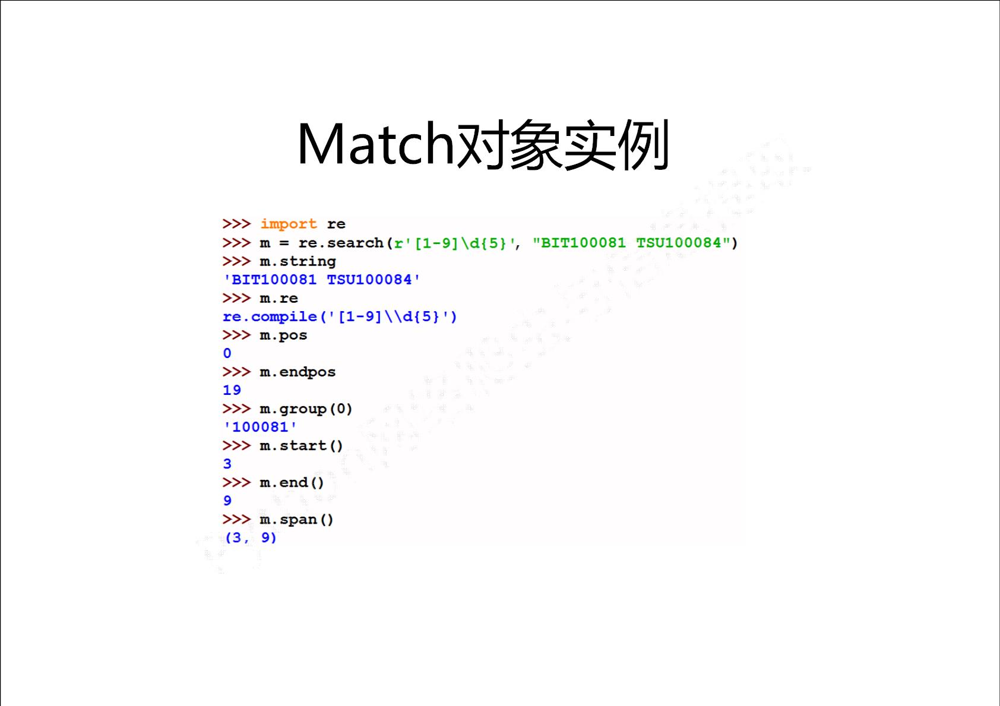 Match对象实例
>>> import re
>>> m = re.search(r'[1-9]\d{5}', "BIT100081 TSU100084")
>>> m.string
'BIT100081 TSU100084'
>>> m.re
re.compile('[1-9]\\d{5}')
>>> m.pos
0
>>> m.endpos
19
>>> m.group(0)
'100081'
>>> m.start()
3
>>> m.end()
9
>>> m.span()
(3, 9)